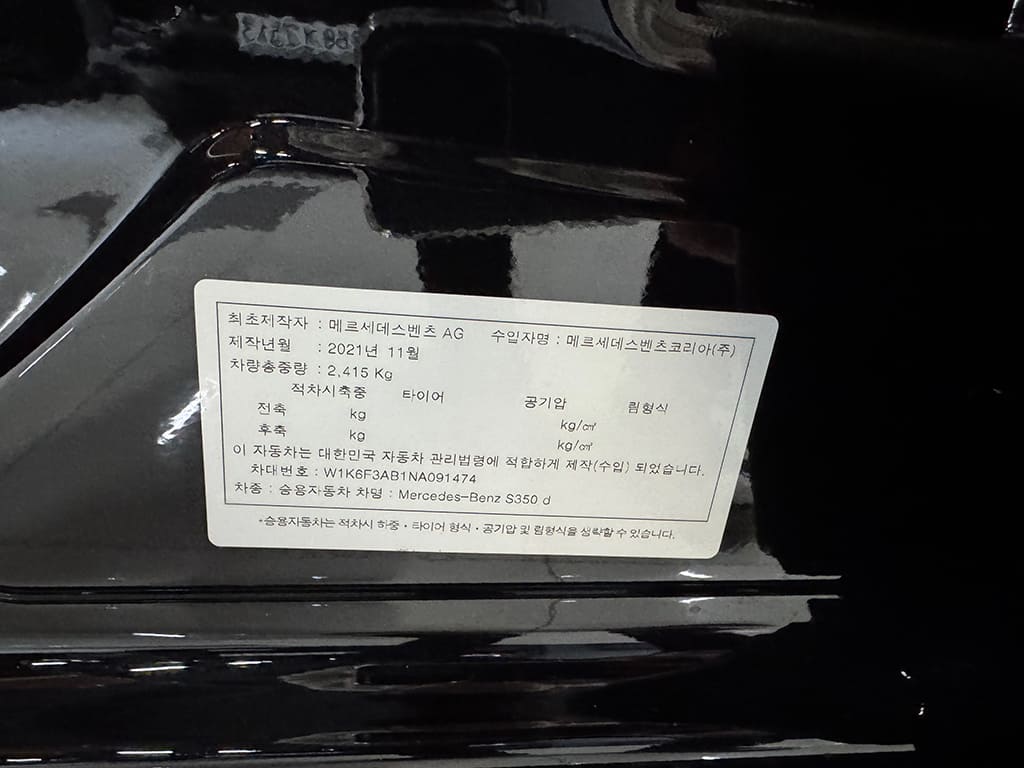 최초제작자 : 메르세데스벤츠 AG 수입자명 : 메르세데스벤츠코리아(주)
제작년월 : 2021년 11월
차량총중량 : 2,415 Kg
적차시축중 타이어 공기압 림형식
전축 kg kg/㎠
후축 kg kg/㎠
이 자동차는 대한민국 자동차 관리법령에 적합하게 제작(수입) 되었습니다.
차대번호 : W1K6F3AB1NA091474
차종 : 승용자동차 차명 : Mercedes-Benz S350 d
*승용자동차는 적차시 하중·타이어 형식·공기압 및 림형식을 생략할 수 있습니다.